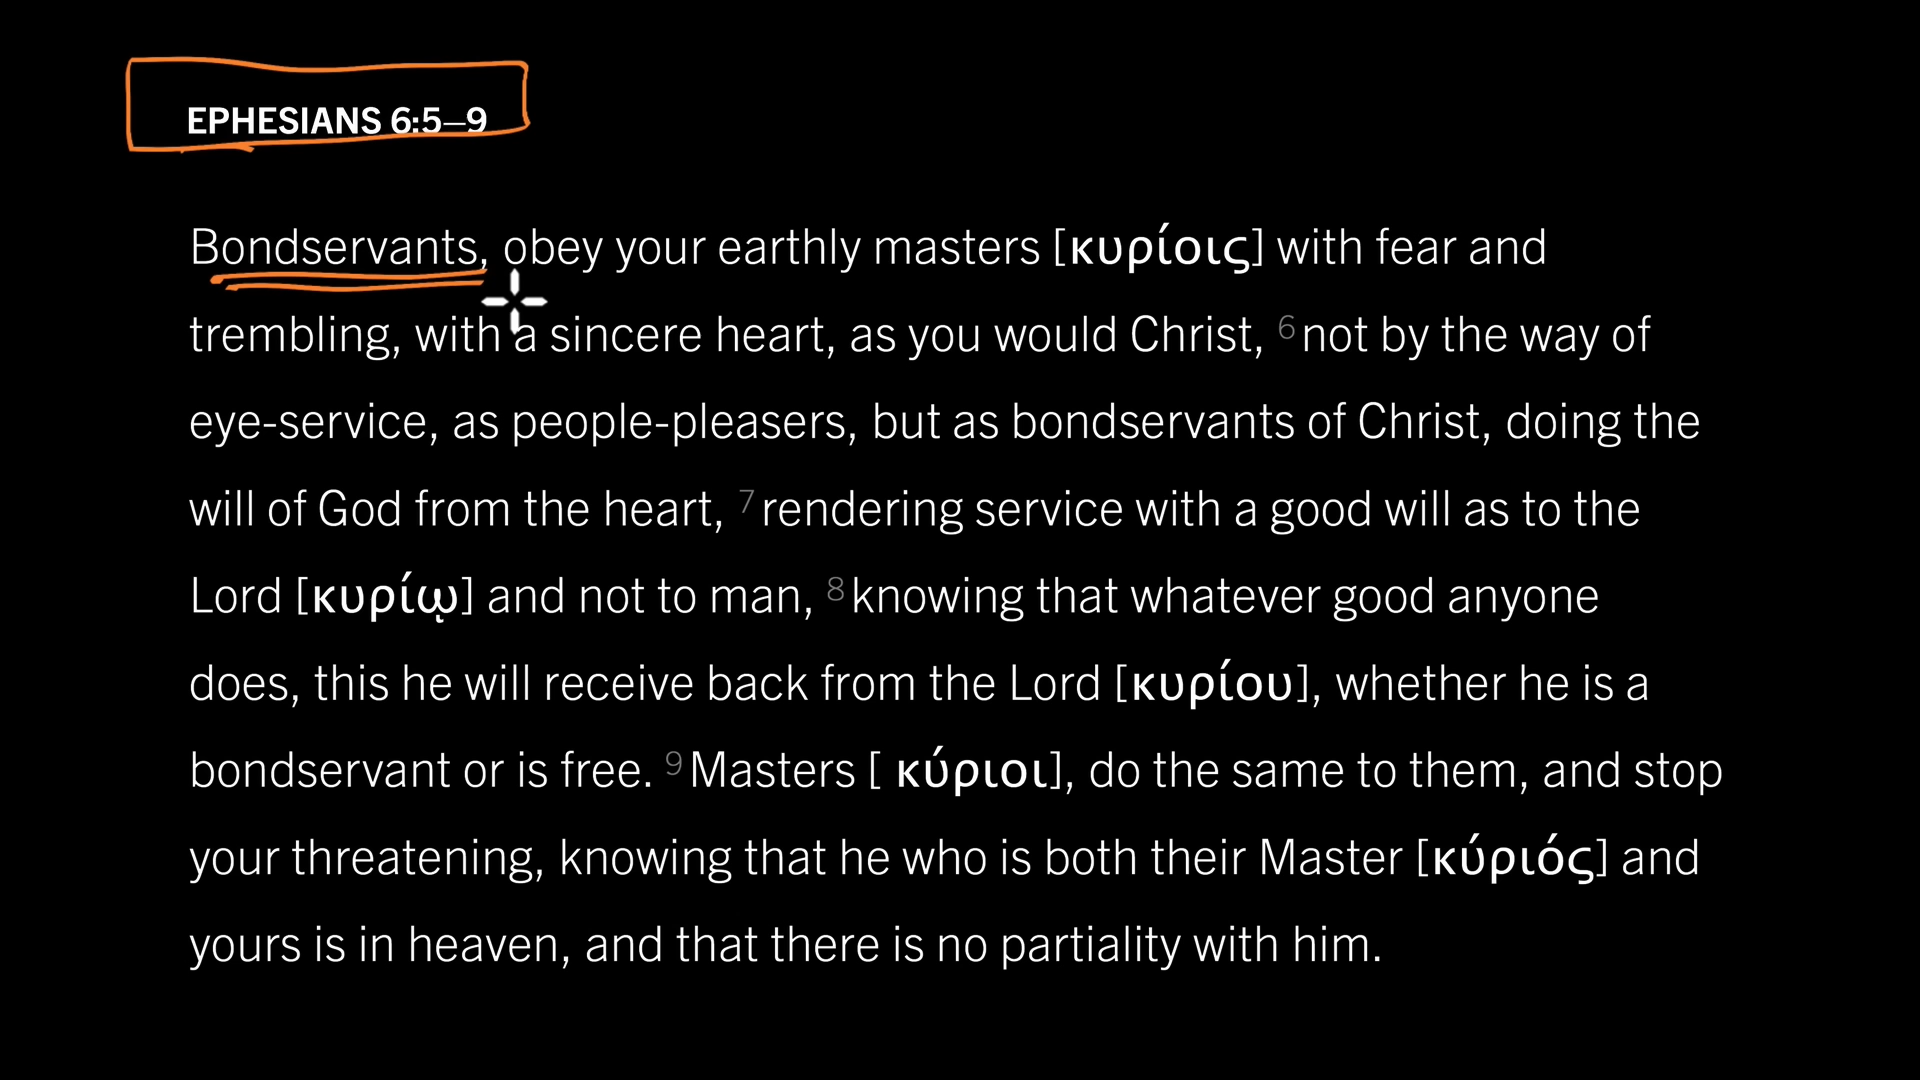 EPHESIANS 6:5–9
Bondservants, obey your earthly masters [κυρίοις] with fear and
trembling, with a sincere heart, as you would Christ, 6 not by the way of
eye-service, as people-pleasers, but as bondservants of Christ, doing the
will of God from the heart, 7 rendering service with a good will as to the
Lord [κυρίῳ] and not to man, 8 knowing that whatever good anyone
does, this he will receive back from the Lord [κυρίου], whether he is a
bondservant or is free. 9 Masters [ κύριοι], do the same to them, and stop
your threatening, knowing that he who is both their Master [κύριός] and
yours is in heaven, and that there is no partiality with him.